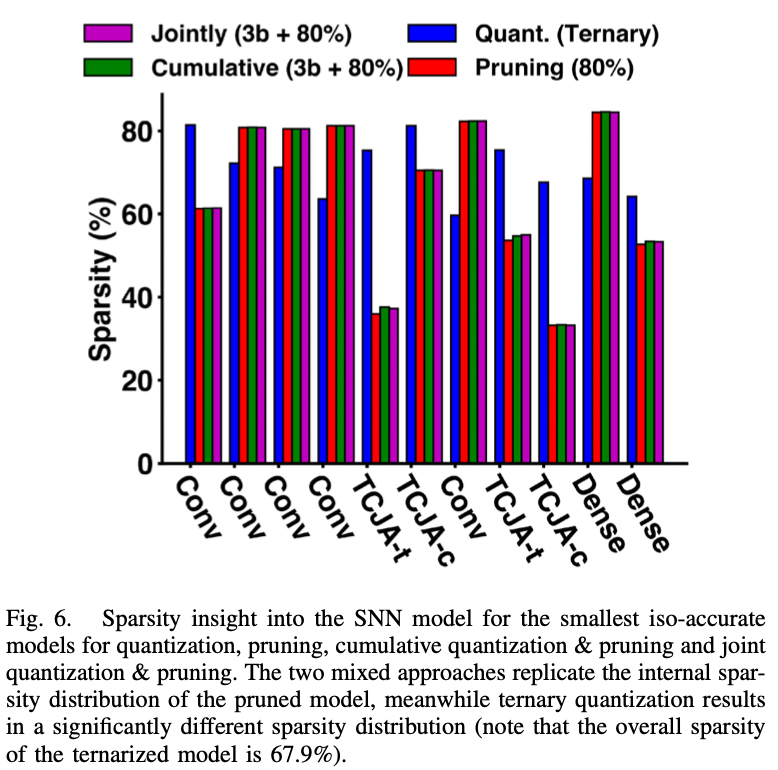 Jointly (3b + 80%) Quant. (Ternary)
Cumulative (3b + 80%) Pruning (80%)
Sparsity (%)
80
60
40
20
0
Conv Conv Conv Conv TCJA-t TCJA-c Conv TCJA-t TCJA-c Dense Dense
Fig. 6. Sparsity insight into the SNN model for the smallest iso-accurate
models for quantization, pruning, cumulative quantization & pruning and joint
quantization & pruning. The two mixed approaches replicate the internal spar-
sity distribution of the pruned model, meanwhile ternary quantization results
in a significantly different sparsity distribution (note that the overall sparsity
of the ternarized model is 67.9%).